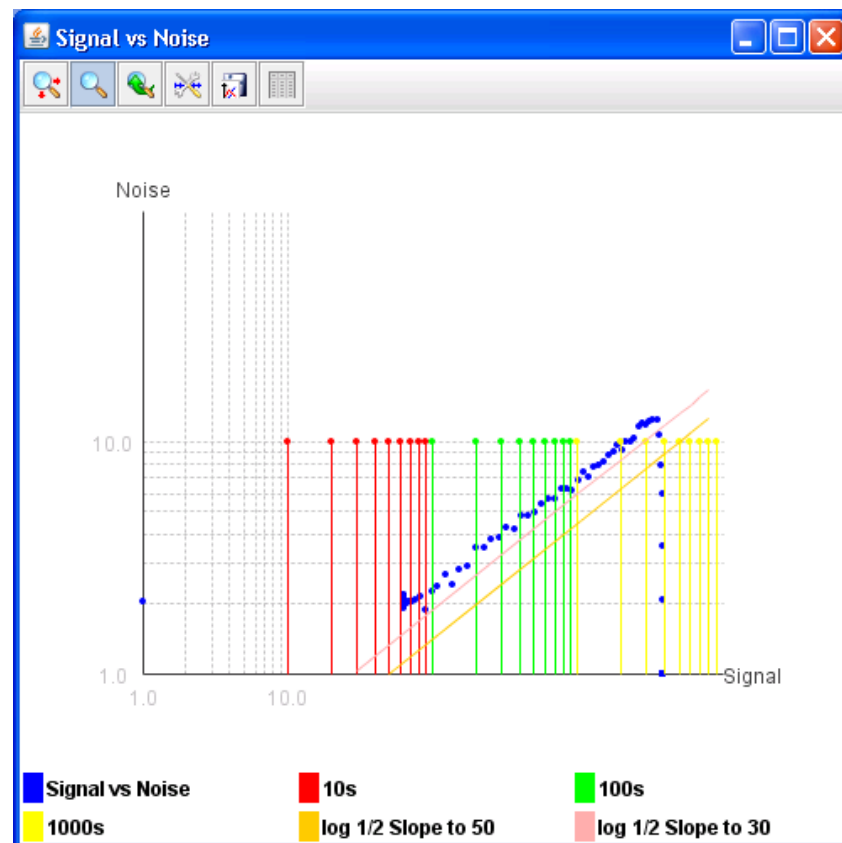 Signal vs Noise
Noise
10.0
1.0
Signal
1.0 10.0
Signal vs Noise 10s 100s
1000s log 1/2 Slope to 50 log 1/2 Slope to 30